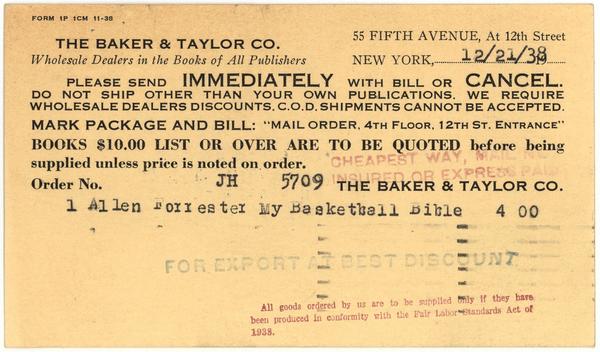 FORM 1P 1CM 11-38
THE BAKER & TAYLOR CO.
Wholesale Dealers in the Books of All Publishers
55 FIFTH AVENUE, At 12th Street
NEW YORK, 12/21/38
PLEASE SEND IMMEDIATELY WITH BILL OR CANCEL.
DO NOT SHIP OTHER THAN YOUR OWN PUBLICATIONS. WE REQUIRE
WHOLESALE DEALERS DISCOUNTS. C.O.D. SHIPMENTS CANNOT BE ACCEPTED.
MARK PACKAGE AND BILL: "MAIL ORDER, 4TH FLOOR, 12TH ST. ENTRANCE"
BOOKS $10.00 LIST OR OVER ARE TO BE QUOTED before being
supplied unless price is noted on order.
CHEAPEST WAY, MAIL
INSURED OR EXPRESS PAID
Order No. JH 5709 THE BAKER & TAYLOR CO.
1 Allen Forrester My Basketball Bible 4 00
FOR EXPORT AT BEST DISCOUNT
All goods ordered by us are to be supplied only if they have
been produced in conformity with the Fair Labor Standards Act of
1938.